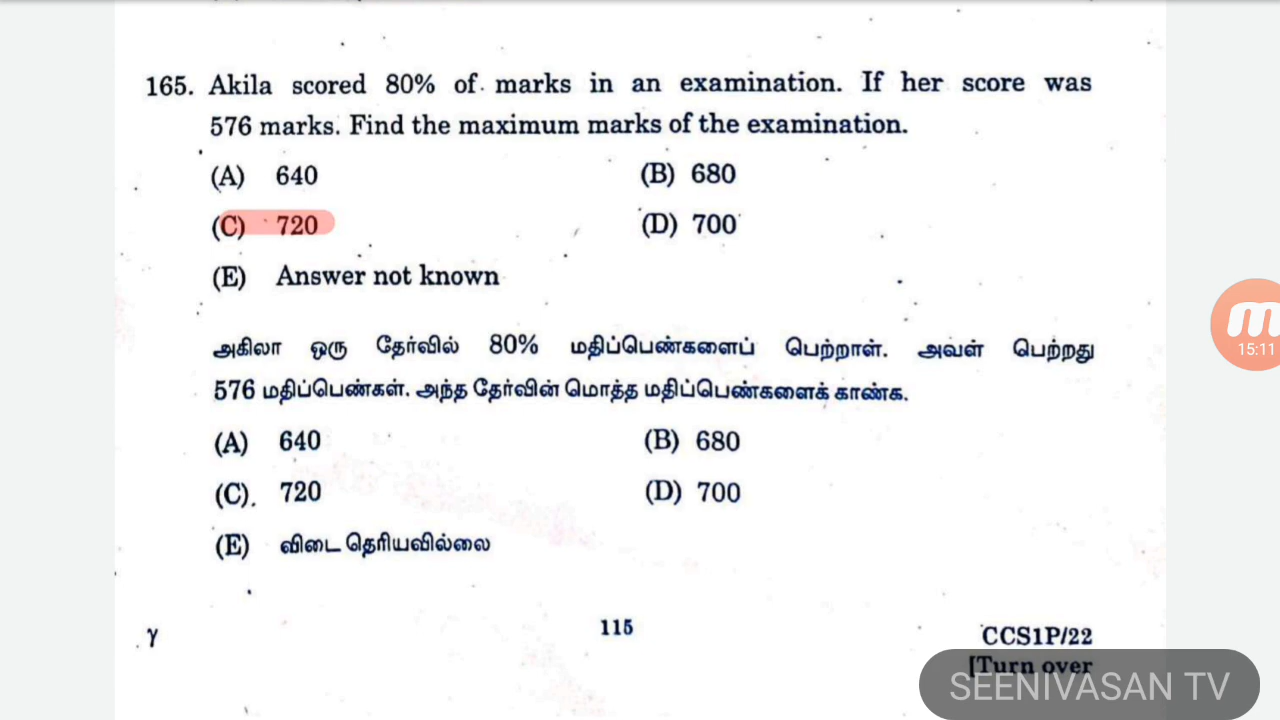 165. Akila scored 80% of marks in an examination. If her score was
576 marks. Find the maximum marks of the examination.
(A) 640 (B) 680
(C) 720 (D) 700
(E) Answer not known
அகிலா ஒரு தேர்வில் 80% மதிப்பெண்களைப் பெற்றாள். அவள் பெற்றது
576 மதிப்பெண்கள். அந்த தேர்வின் மொத்த மதிப்பெண்களைக் காண்க.
(A) 640 (B) 680
(C) 720 (D) 700
(E) விடை தெரியவில்லை
γ 115 CCS1P/22
[Turn over
SEENIVASAN TV
15:11